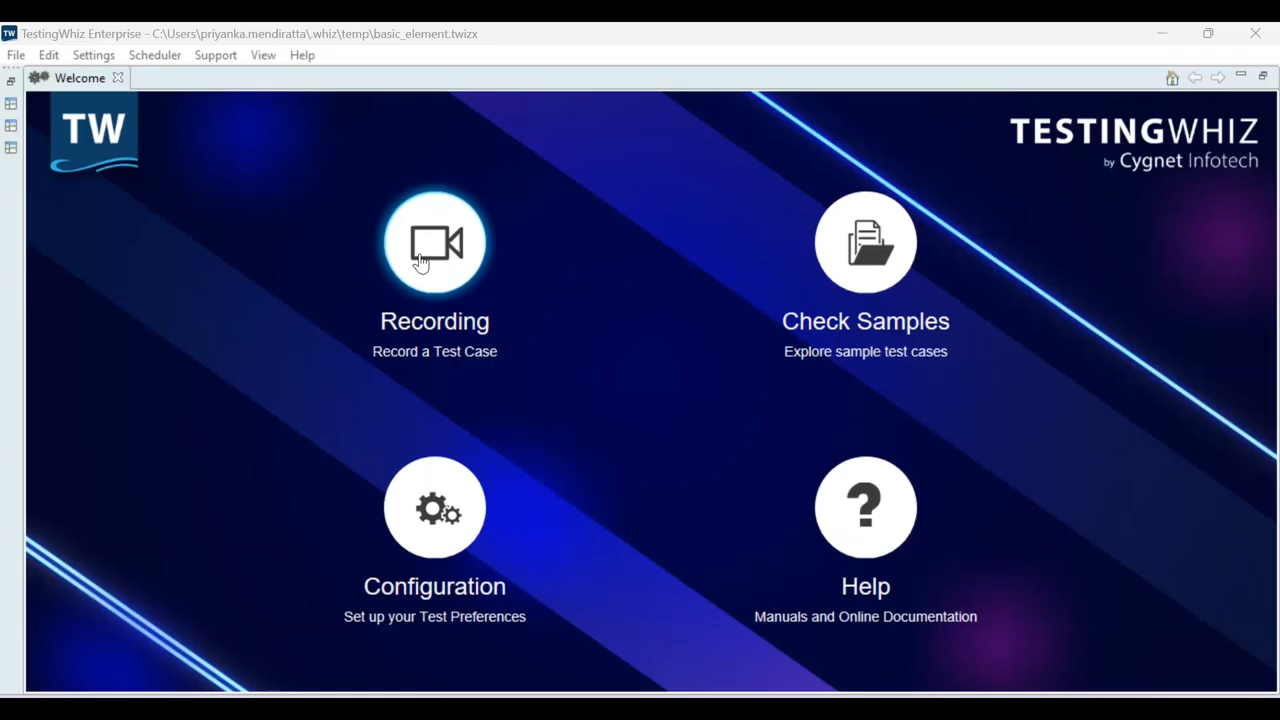 TW TestingWhiz Enterprise - C:\Users\priyanka.mendiratta\.whiz\temp\basic_element.twizx
File Edit Settings Scheduler Support View Help
Welcome
TW
TESTINGWHIZ
by Cygnet Infotech
Recording Check Samples
Record a Test Case Explore sample test cases
?
Configuration Help
Set up your Test Preferences Manuals and Online Documentation